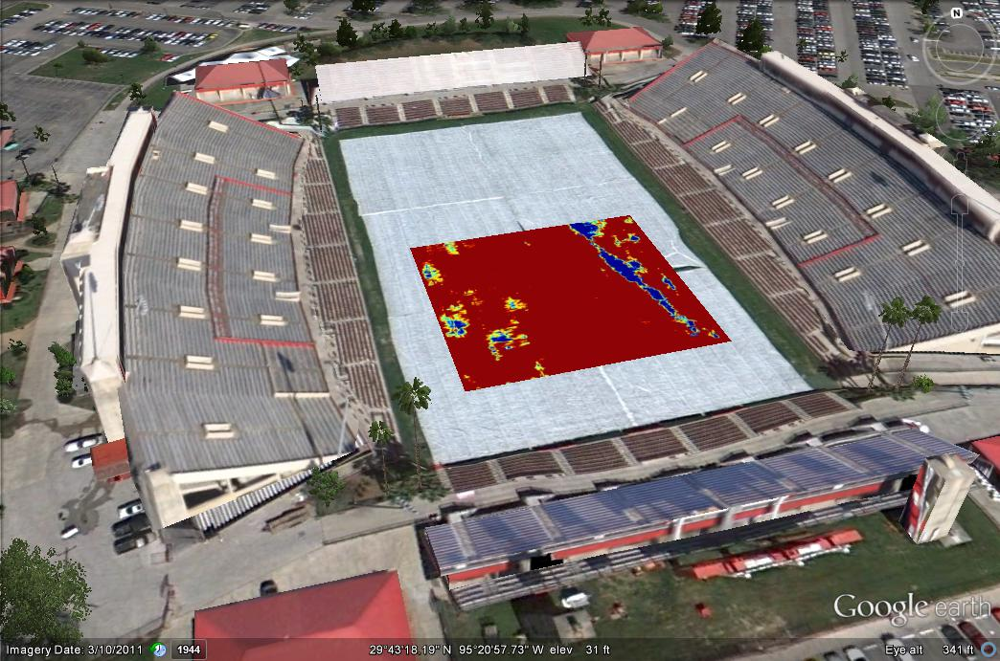 N
Google earth
Imagery Date: 3/10/2011 1944 29°43'18.19" N 95°20'57.73" W elev 31 ft Eye alt 341 ft